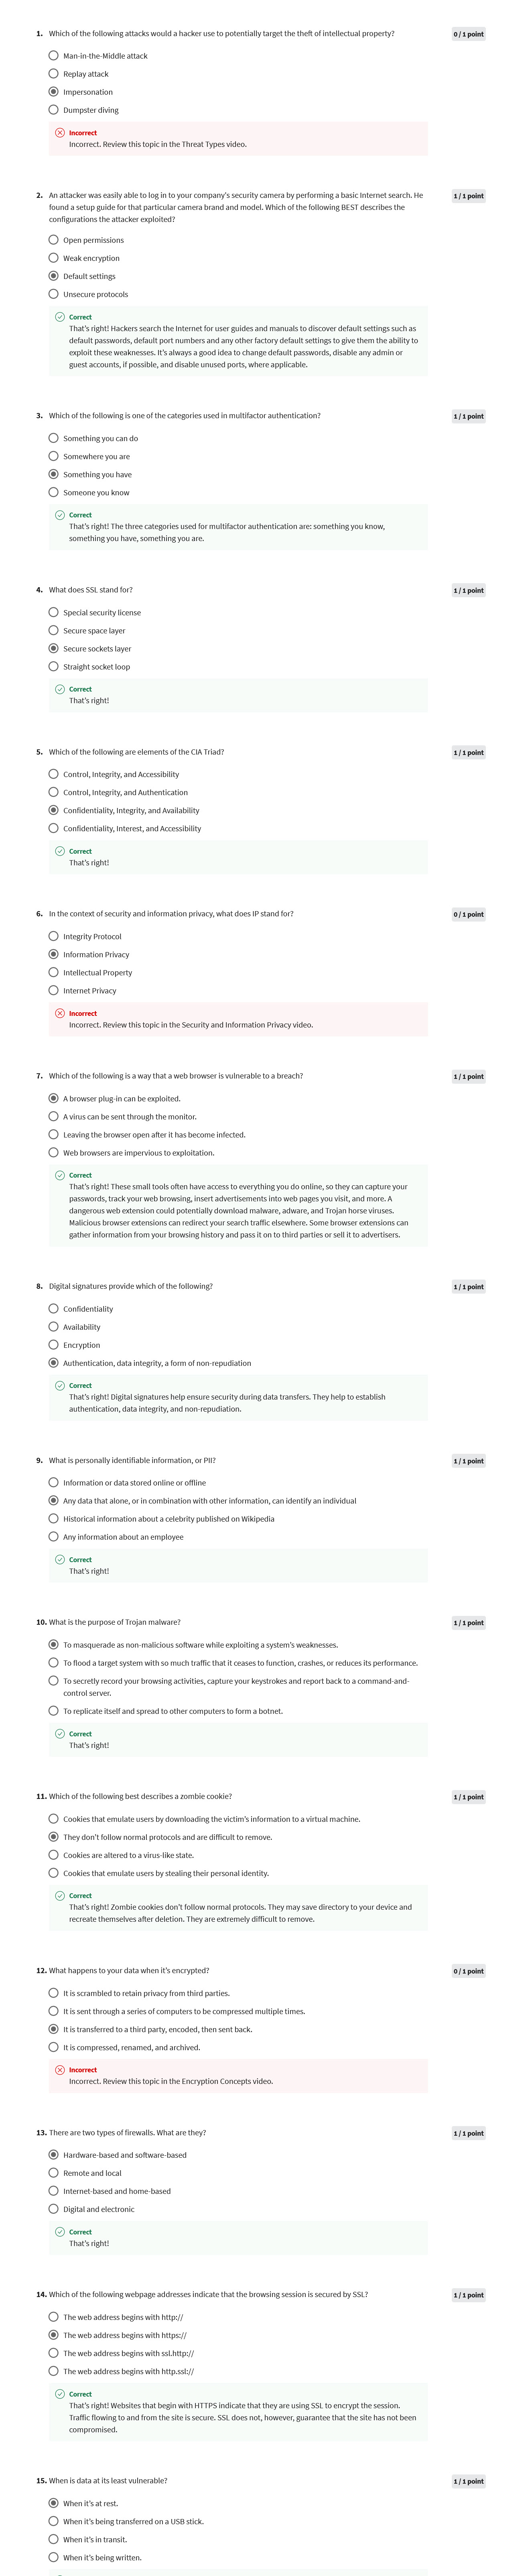 1. Which of the following attacks would a hacker use to potentially target the theft of intellectual property?
0 / 1 point
Man-in-the-Middle attack
Replay attack
Impersonation
Dumpster diving
Incorrect
Incorrect. Review this topic in the Threat Types video.
2. An attacker was easily able to log in to your company's security camera by performing a basic Internet search. He
found a setup guide for that particular camera brand and model. Which of the following BEST describes the
configurations the attacker exploited?
1 / 1 point
Open permissions
Weak encryption
Default settings
Unsecure protocols
Correct
That's right! Hackers search the Internet for user guides and manuals to discover default settings such as
default passwords, default port numbers and any other factory default settings to give them the ability to
exploit these weaknesses. It's always a good idea to change default passwords, disable any admin or
guest accounts, if possible, and disable unused ports, where applicable.
3. Which of the following is one of the categories used in multifactor authentication?
1 / 1 point
Something you can do
Somewhere you are
Something you have
Someone you know
Correct
That's right! The three categories used for multifactor authentication are: something you know,
something you have, something you are.
4. What does SSL stand for?
1 / 1 point
Special security license
Secure space layer
Secure sockets layer
Straight socket loop
Correct
That's right!
5. Which of the following are elements of the CIA Triad?
1 / 1 point
Control, Integrity, and Accessibility
Control, Integrity, and Authentication
Confidentiality, Integrity, and Availability
Confidentiality, Interest, and Accessibility
Correct
That's right!
6. In the context of security and information privacy, what does IP stand for?
0 / 1 point
Integrity Protocol
Information Privacy
Intellectual Property
Internet Privacy
Incorrect
Incorrect. Review this topic in the Security and Information Privacy video.
7. Which of the following is a way that a web browser is vulnerable to a breach?
1 / 1 point
A browser plug-in can be exploited.
A virus can be sent through the monitor.
Leaving the browser open after it has become infected.
Web browsers are impervious to exploitation.
Correct
That's right! These small tools often have access to everything you do online, so they can capture your
passwords, track your web browsing, insert advertisements into web pages you visit, and more. A
dangerous web extension could potentially download malware, adware, and Trojan horse viruses.
Malicious browser extensions can redirect your search traffic elsewhere. Some browser extensions can
gather information from your browsing history and pass it on to third parties or sell it to advertisers.
8. Digital signatures provide which of the following?
1 / 1 point
Confidentiality
Availability
Encryption
Authentication, data integrity, a form of non-repudiation
Correct
That's right! Digital signatures help ensure security during data transfers. They help to establish
authentication, data integrity, and non-repudiation.
9. What is personally identifiable information, or PII?
1 / 1 point
Information or data stored online or offline
Any data that alone, or in combination with other information, can identify an individual
Historical information about a celebrity published on Wikipedia
Any information about an employee
Correct
That's right!
10. What is the purpose of Trojan malware?
1 / 1 point
To masquerade as non-malicious software while exploiting a system's weaknesses.
To flood a target system with so much traffic that it ceases to function, crashes, or reduces its performance.
To secretly record your browsing activities, capture your keystrokes and report back to a command-and-
control server.
To replicate itself and spread to other computers to form a botnet.
Correct
That's right!
11. Which of the following best describes a zombie cookie?
1 / 1 point
Cookies that emulate users by downloading the victim's information to a virtual machine.
They don't follow normal protocols and are difficult to remove.
Cookies are altered to a virus-like state.
Cookies that emulate users by stealing their personal identity.
Correct
That's right! Zombie cookies don't follow normal protocols. They may save directory to your device and
recreate themselves after deletion. They are extremely difficult to remove.
12. What happens to your data when it's encrypted?
0 / 1 point
It is scrambled to retain privacy from third parties.
It is sent through a series of computers to be compressed multiple times.
It is transferred to a third party, encoded, then sent back.
It is compressed, renamed, and archived.
Incorrect
Incorrect. Review this topic in the Encryption Concepts video.
13. There are two types of firewalls. What are they?
1 / 1 point
Hardware-based and software-based
Remote and local
Internet-based and home-based
Digital and electronic
Correct
That's right!
14. Which of the following webpage addresses indicate that the browsing session is secured by SSL?
1 / 1 point
The web address begins with http://
The web address begins with https://
The web address begins with ssl.http://
The web address begins with http.ssl://
Correct
That's right! Websites that begin with HTTPS indicate that they are using SSL to encrypt the session.
Traffic flowing to and from the site is secure. SSL does not, however, guarantee that the site has not been
compromised.
15. When is data at its least vulnerable?
1 / 1 point
When it's at rest.
When it's being transferred on a USB stick.
When it's in transit.
When it's being written.